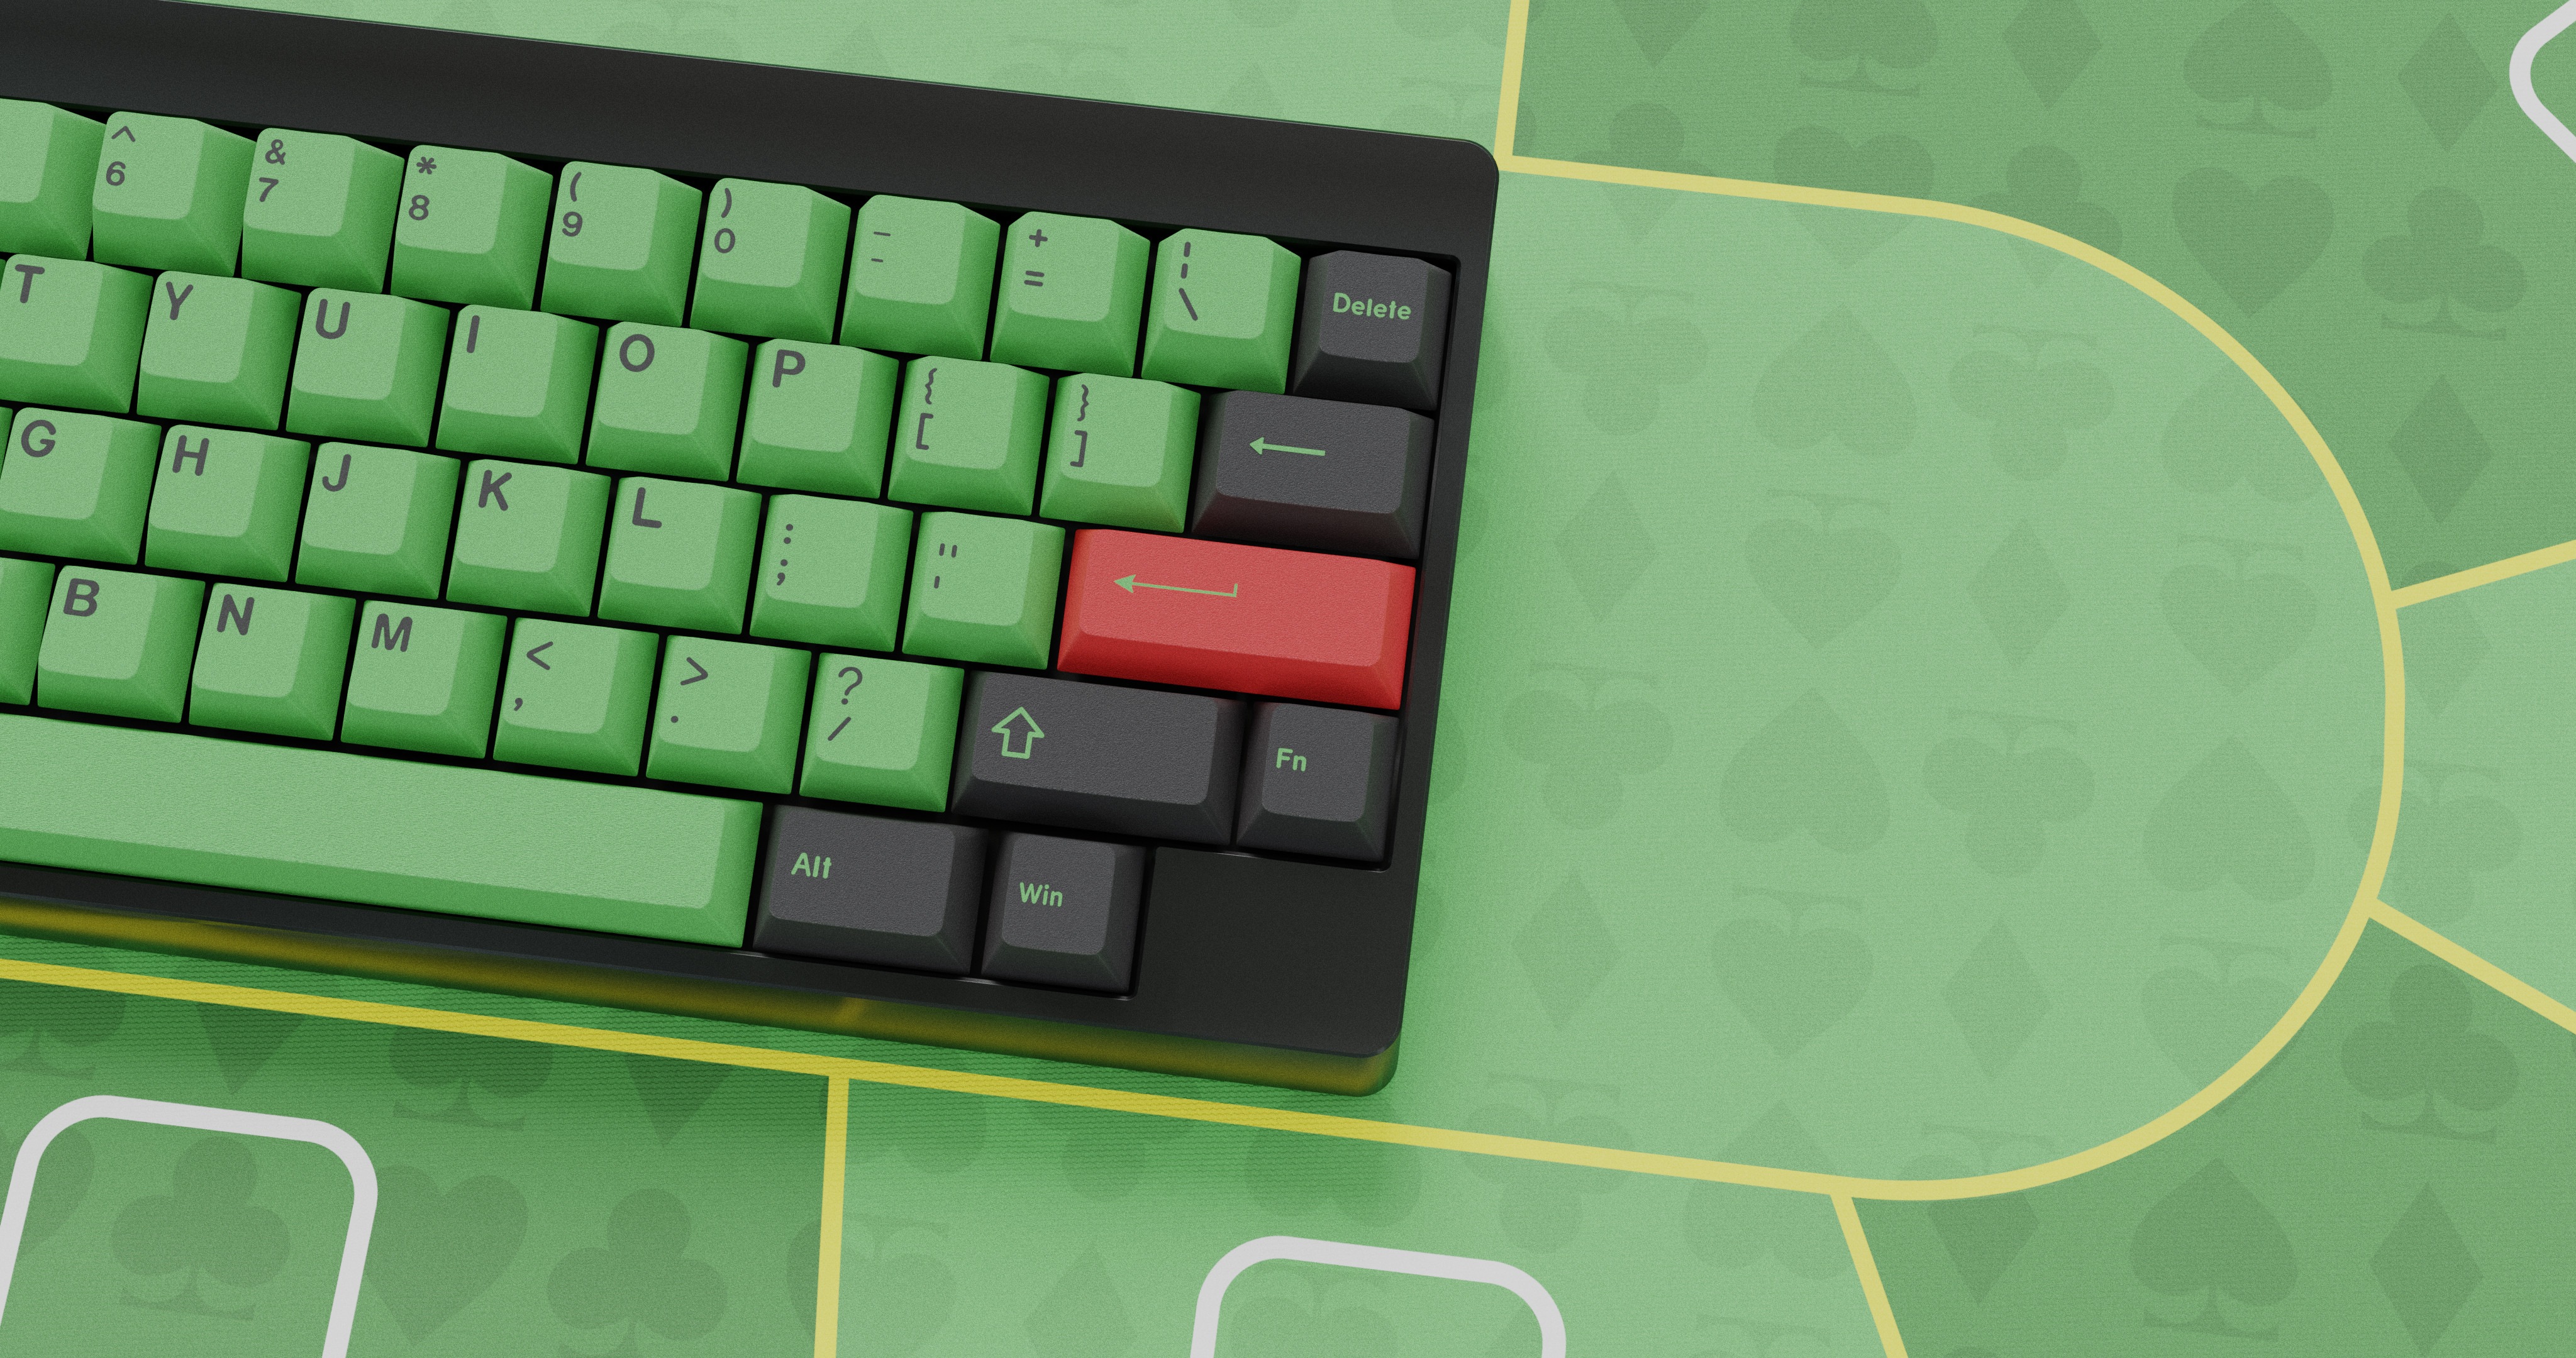 ^ & * ( ) _ + ¦
6 7 8 9 0 - = \ Delete
T Y U I O P { }
[ ] ←
G H J K L : "
; '
B N M < > ?
, . / Fn
Alt Win